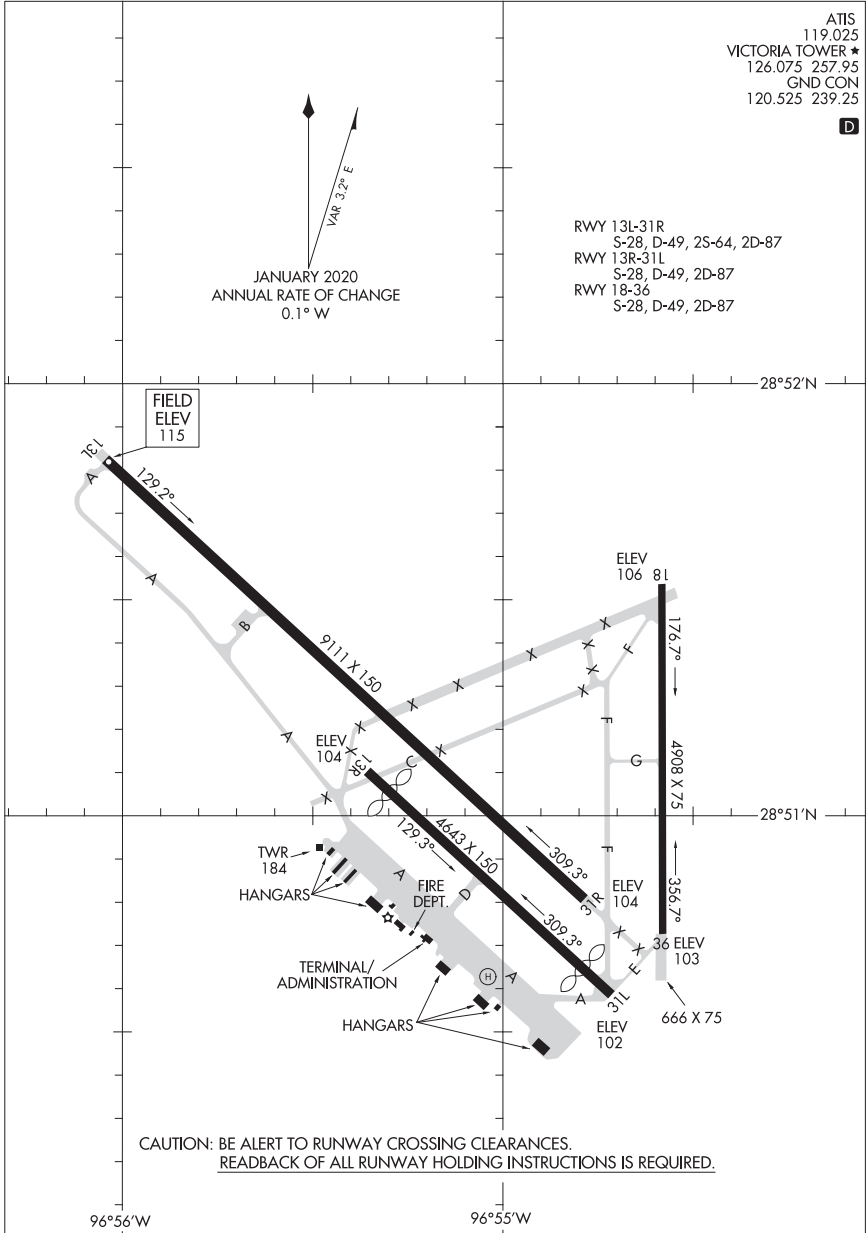 ATIS
119.025
VICTORIA TOWER ★
126.075 257.95
GND CON
120.525 239.25
D
VAR 3.2° E
JANUARY 2020
ANNUAL RATE OF CHANGE
0.1° W
RWY 13L-31R
S-28, D-49, 2S-64, 2D-87
RWY 13R-31L
S-28, D-49, 2D-87
RWY 18-36
S-28, D-49, 2D-87
28°52'N
FIELD
ELEV
115
13L
A
129.2°
A
B
9111 X 150
A
ELEV
106
18
176.7°
X
X
X
X
X
X
X
X
X
X
X
F
F
G
4908 X 75
ELEV
104
13R
C
28°51'N
129.3°
4643 X 150
309.3°
31R
F
356.7°
TWR
184
HANGARS
A
FIRE
DEPT.
D
ELEV
104
X
X
36
ELEV
103
309.3°
E
TERMINAL/
ADMINISTRATION
H
A
A
31L
666 X 75
HANGARS
ELEV
102
CAUTION: BE ALERT TO RUNWAY CROSSING CLEARANCES.
READBACK OF ALL RUNWAY HOLDING INSTRUCTIONS IS REQUIRED.
96°56'W
96°55'W